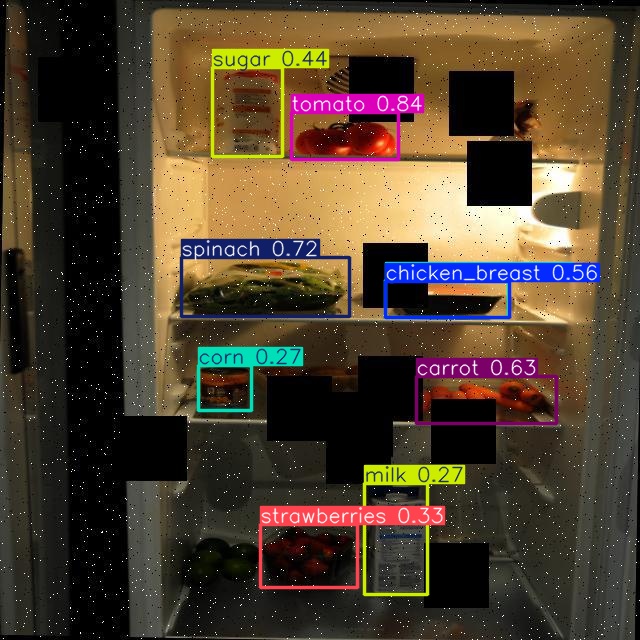 sugar 0.44
tomato 0.84
spinach 0.72
chicken_breast 0.56
corn 0.27
carrot 0.63
milk 0.27
strawberries 0.33